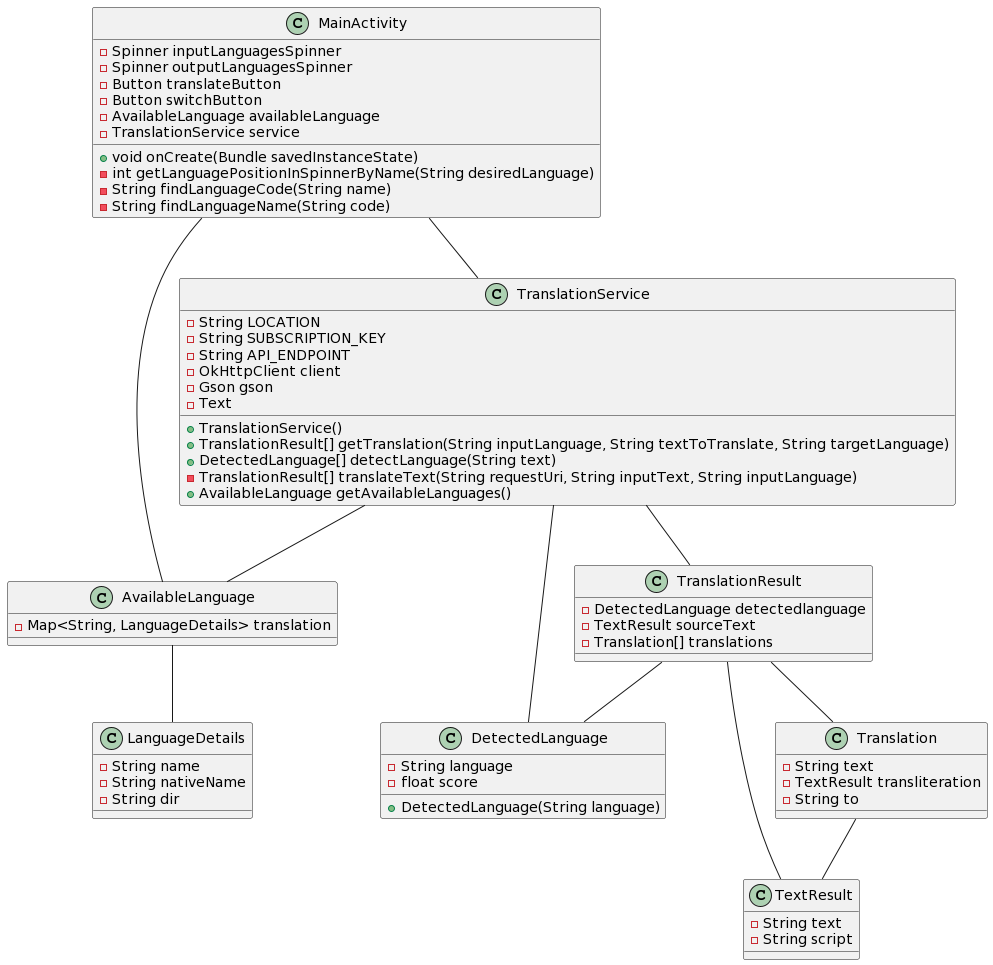 C MainActivity
Spinner inputLanguagesSpinner
Spinner outputLanguagesSpinner
Button translateButton
Button switchButton
AvailableLanguage availableLanguage
TranslationService service
void onCreate(Bundle savedInstanceState)
int getLanguagePositionInSpinnerByName(String desiredLanguage)
String findLanguageCode(String name)
String findLanguageName(String code)
C TranslationService
String LOCATION
String SUBSCRIPTION_KEY
String API_ENDPOINT
OkHttpClient client
Gson gson
Text
TranslationService()
TranslationResult[] getTranslation(String inputLanguage, String textToTranslate, String targetLanguage)
DetectedLanguage[] detectLanguage(String text)
TranslationResult[] translateText(String requestUri, String inputText, String inputLanguage)
AvailableLanguage getAvailableLanguages()
C AvailableLanguage
Map<String, LanguageDetails> translation
C TranslationResult
DetectedLanguage detectedlanguage
TextResult sourceText
Translation[] translations
C LanguageDetails
String name
String nativeName
String dir
C DetectedLanguage
String language
float score
DetectedLanguage(String language)
C Translation
String text
TextResult transliteration
String to
C TextResult
String text
String script